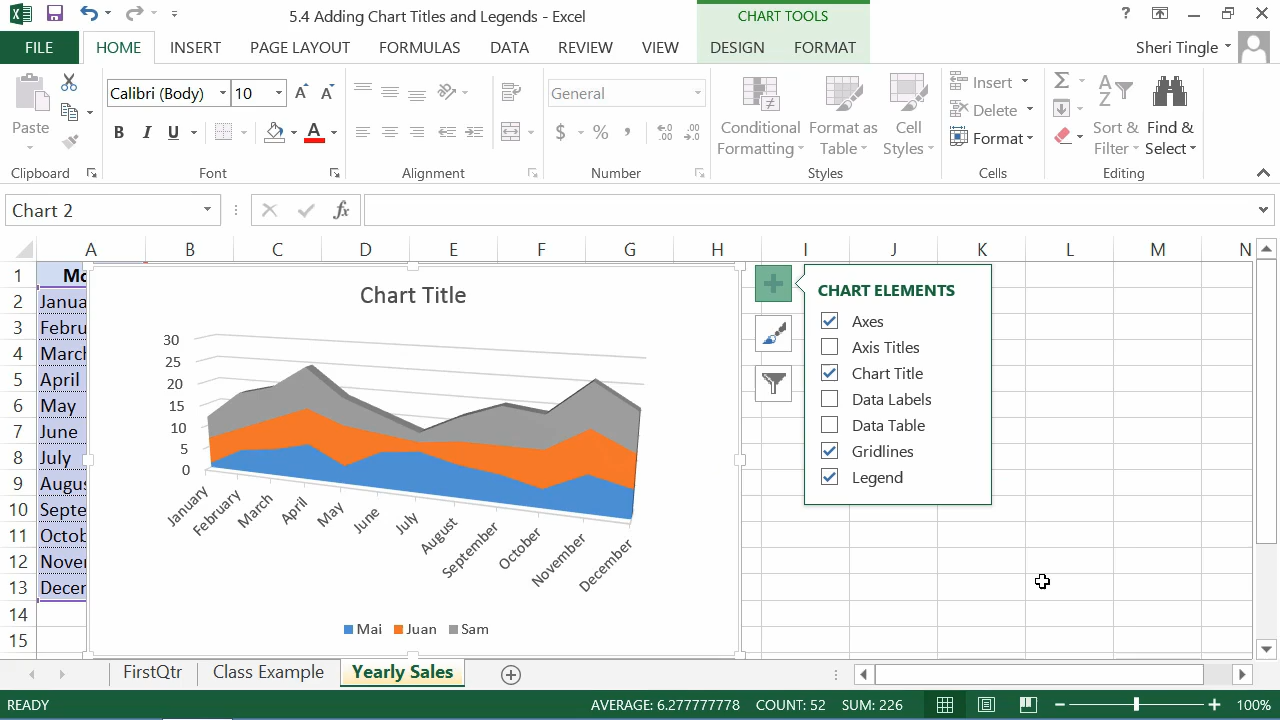 5.4 Adding Chart Titles and Legends - Excel
CHART TOOLS
?
FILE HOME INSERT PAGE LAYOUT FORMULAS DATA REVIEW VIEW DESIGN FORMAT Sheri Tingle
Paste
Calibri (Body) 10 A A
B I U A
General
$ % ,
Conditional Formatting
Format as Table
Cell Styles
Insert
Delete
Format
Sort & Filter
Find & Select
Clipboard Font Alignment Number Styles Cells Editing
Chart 2 fx
A B C D E F G H I J K L M N
1 Mo
2 Janua
3 Febru
4 March
5 April
6 May
7 June
8 July
9 Augus
10 Septe
11 Octob
12 Nover
13 Decer
14
15
Chart Title
30
25
20
15
10
5
0
January February March April May June July August September October November December
Mai Juan Sam
CHART ELEMENTS
Axes
Axis Titles
Chart Title
Data Labels
Data Table
Gridlines
Legend
FirstQtr Class Example Yearly Sales
READY AVERAGE: 6.277777778 COUNT: 52 SUM: 226 100%